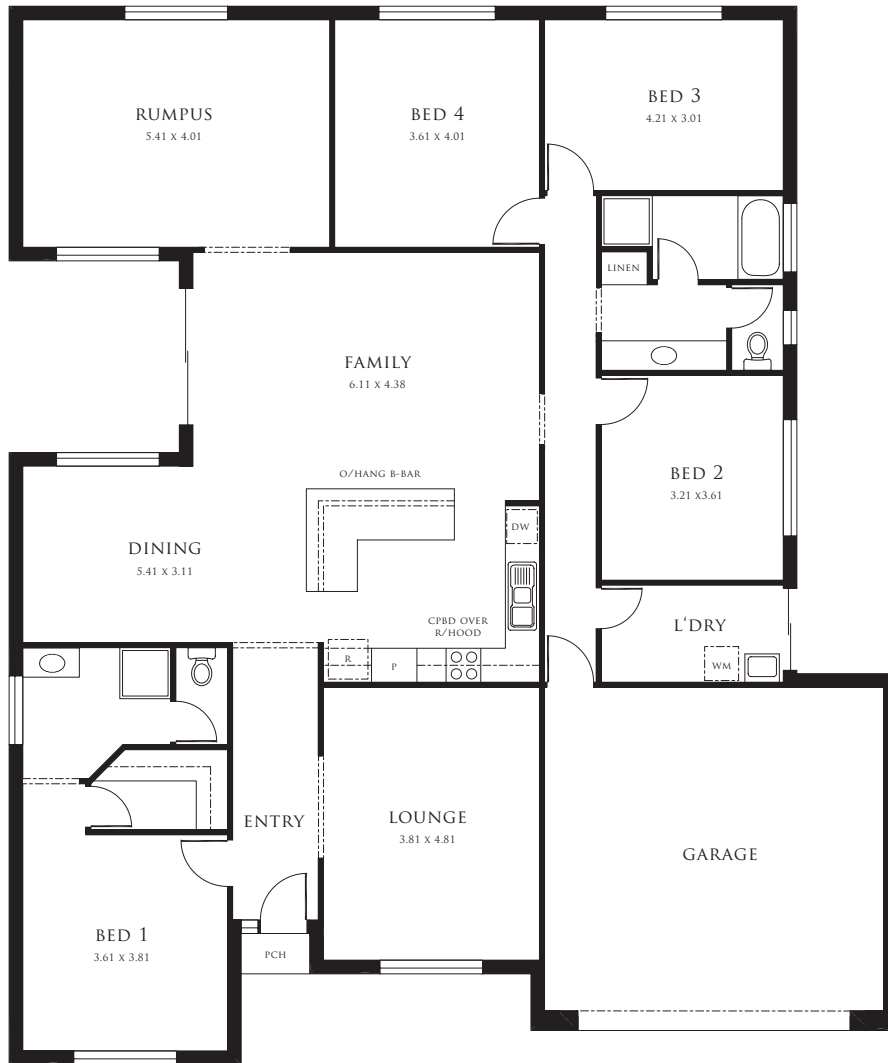 RUMPUS
5.41 X 4.01
BED 4
3.61 X 4.01
BED 3
4.21 X 3.01
LINEN
FAMILY
6.11 X 4.38
O/HANG B-BAR
BED 2
3.21 X3.61
DW
DINING
5.41 X 3.11
CPBD OVER
R/HOOD
L'DRY
R
P
WM
ENTRY
LOUNGE
3.81 X 4.81
GARAGE
BED 1
3.61 X 3.81
PCH